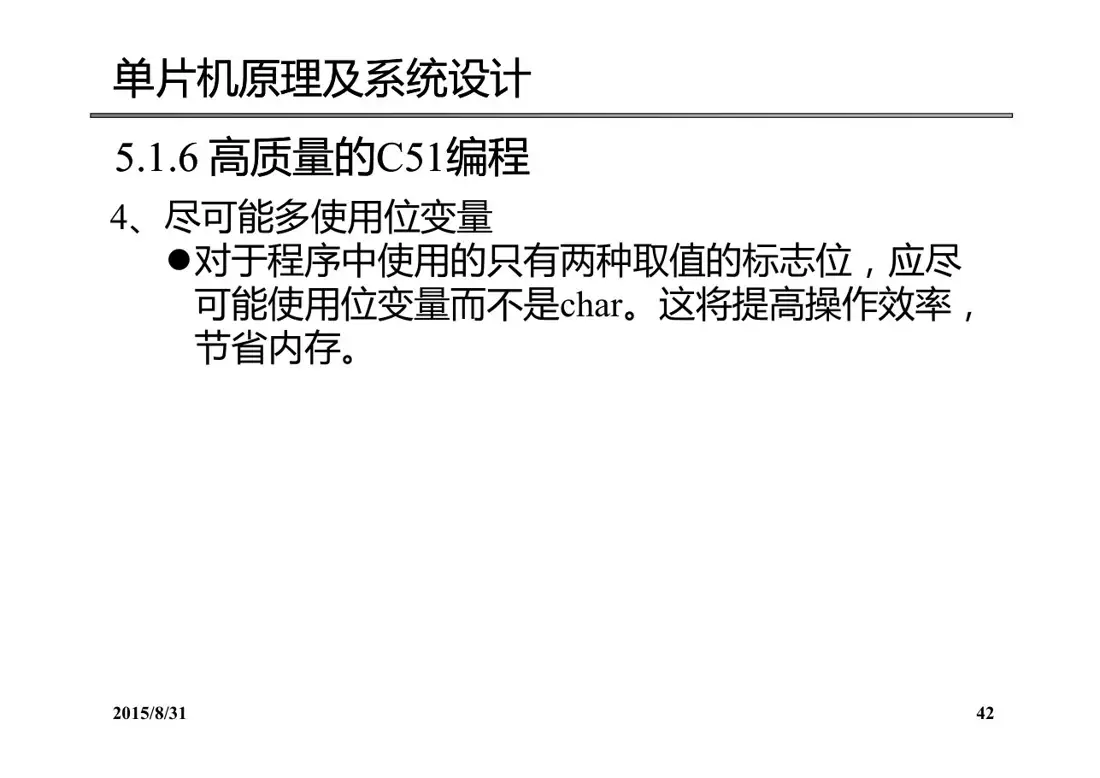 单片机原理及系统设计
5.1.6 高质量的C51编程
4、尽可能多使用位变量
●对于程序中使用的只有两种取值的标志位，应尽
可能使用位变量而不是char。这将提高操作效率，
节省内存。
2015/8/31
42